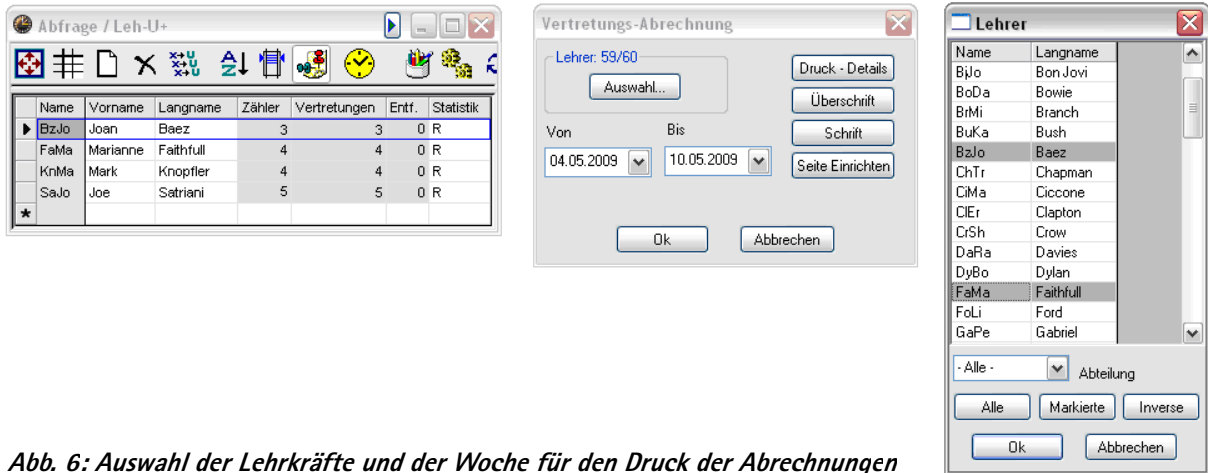 Abfrage / Leh-U+
Name Vorname Langname Zähler Vertretungen Entf. Statistik
BzJo Joan Baez 3 3 0 R
FaMa Marianne Faithfull 4 4 0 R
KnMa Mark Knopfler 4 4 0 R
SaJo Joe Satriani 5 5 0 R
*
Vertretungs-Abrechnung
Lehrer: 59/60
Auswahl...
Druck - Details
Überschrift
Schrift
Seite Einrichten
Von Bis
04.05.2009 10.05.2009
Ok Abbrechen
Lehrer
Name Langname
BjJo Bon Jovi
BoDa Bowie
BrMi Branch
BuKa Bush
BzJo Baez
ChTr Chapman
CiMa Ciccone
ClEr Clapton
CrSh Crow
DaRa Davies
DyBo Dylan
FaMa Faithfull
FoLi Ford
GaPe Gabriel
- Alle - Abteilung
Alle Markierte Inverse
Ok Abbrechen
Abb. 6: Auswahl der Lehrkräfte und der Woche für den Druck der Abrechnungen